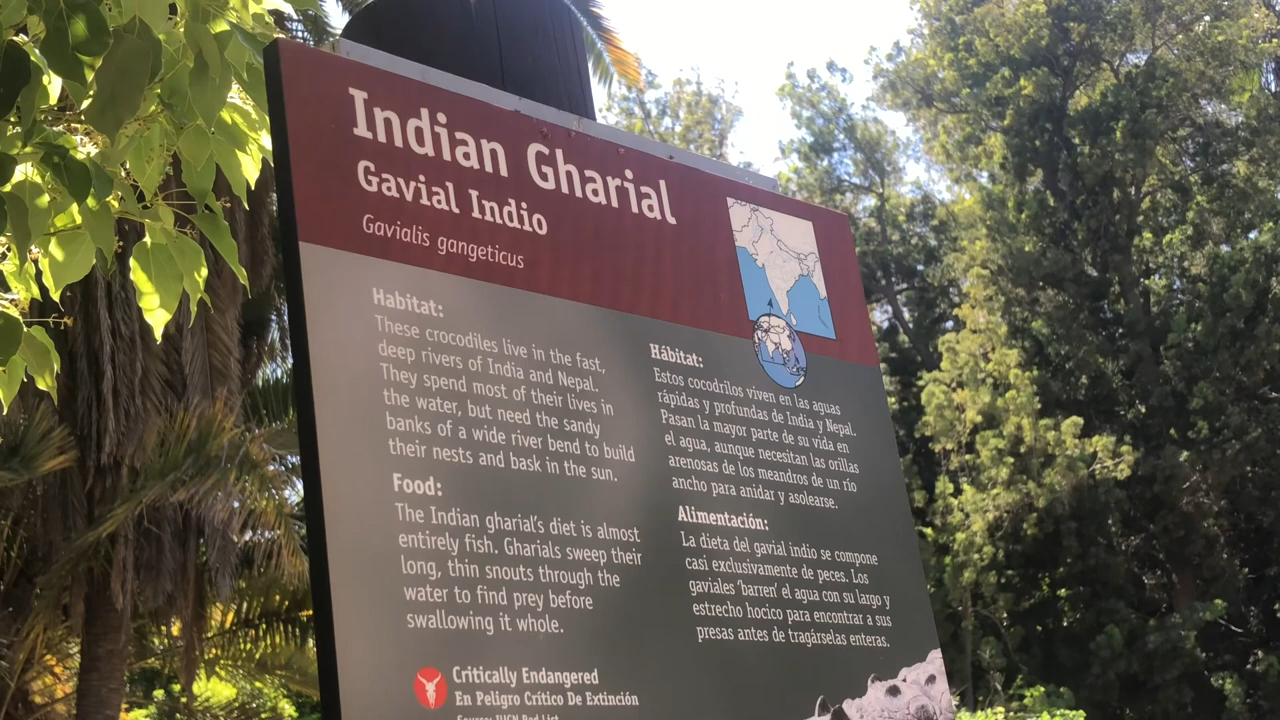 Indian Gharial
Gavial Indio
Gavialis gangeticus
Habitat:
These crocodiles live in the fast,
deep rivers of India and Nepal.
They spend most of their lives in
the water, but need the sandy
banks of a wide river bend to build
their nests and bask in the sun.
Food:
The Indian gharial's diet is almost
entirely fish. Gharials sweep their
long, thin snouts through the
water to find prey before
swallowing it whole.
Hábitat:
Estos cocodrilos viven en las aguas
rápidas y profundas de India y Nepal.
Pasan la mayor parte de su vida en
el agua, aunque necesitan las orillas
arenosas de los meandros de un río
ancho para anidar y asolearse.
Alimentación:
La dieta del gavial indio se compone
casi exclusivamente de peces. Los
gaviales 'barren' el agua con su largo y
estrecho hocico para encontrar a sus
presas antes de tragárselas enteras.
Critically Endangered
En Peligro Crítico De Extinción
Source: IUCN Red List